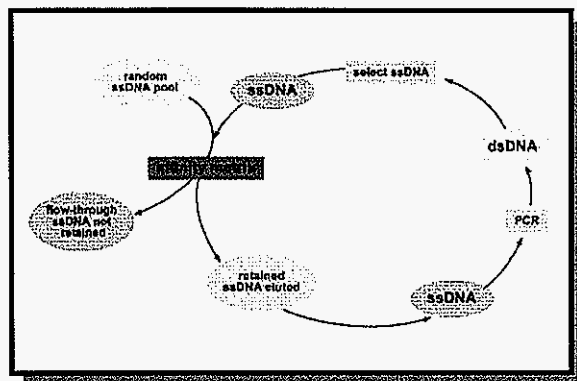 random
ssDNA pool
ssDNA
select ssDNA
dsDNA
PCR
ssDNA
retained
ssDNA eluted
flow-through
ssDNA not
retained